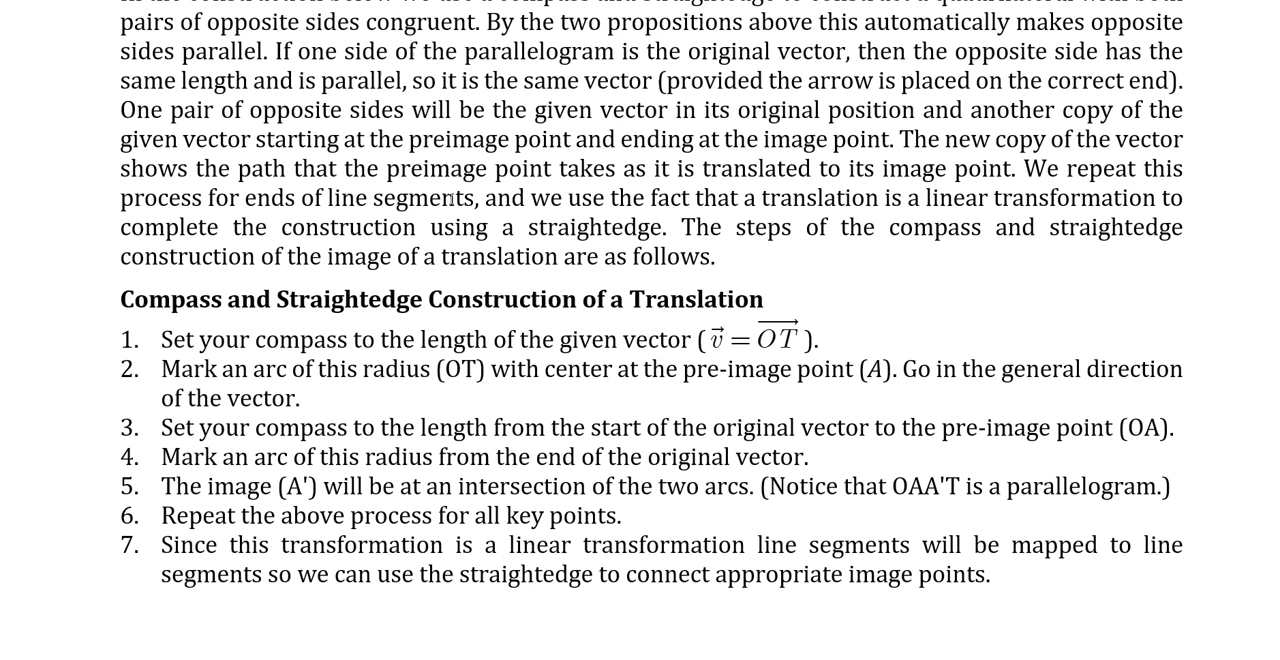 pairs of opposite sides congruent. By the two propositions above this automatically makes opposite
sides parallel. If one side of the parallelogram is the original vector, then the opposite side has the
same length and is parallel, so it is the same vector (provided the arrow is placed on the correct end).
One pair of opposite sides will be the given vector in its original position and another copy of the
given vector starting at the preimage point and ending at the image point. The new copy of the vector
shows the path that the preimage point takes as it is translated to its image point. We repeat this
process for ends of line segments, and we use the fact that a translation is a linear transformation to
complete the construction using a straightedge. The steps of the compass and straightedge
construction of the image of a translation are as follows.
Compass and Straightedge Construction of a Translation
1. Set your compass to the length of the given vector ( v⃗ = O͞T⃗ ).
2. Mark an arc of this radius (OT) with center at the pre-image point (A). Go in the general direction
of the vector.
3. Set your compass to the length from the start of the original vector to the pre-image point (OA).
4. Mark an arc of this radius from the end of the original vector.
5. The image (A') will be at an intersection of the two arcs. (Notice that OAA'T is a parallelogram.)
6. Repeat the above process for all key points.
7. Since this transformation is a linear transformation line segments will be mapped to line
segments so we can use the straightedge to connect appropriate image points.